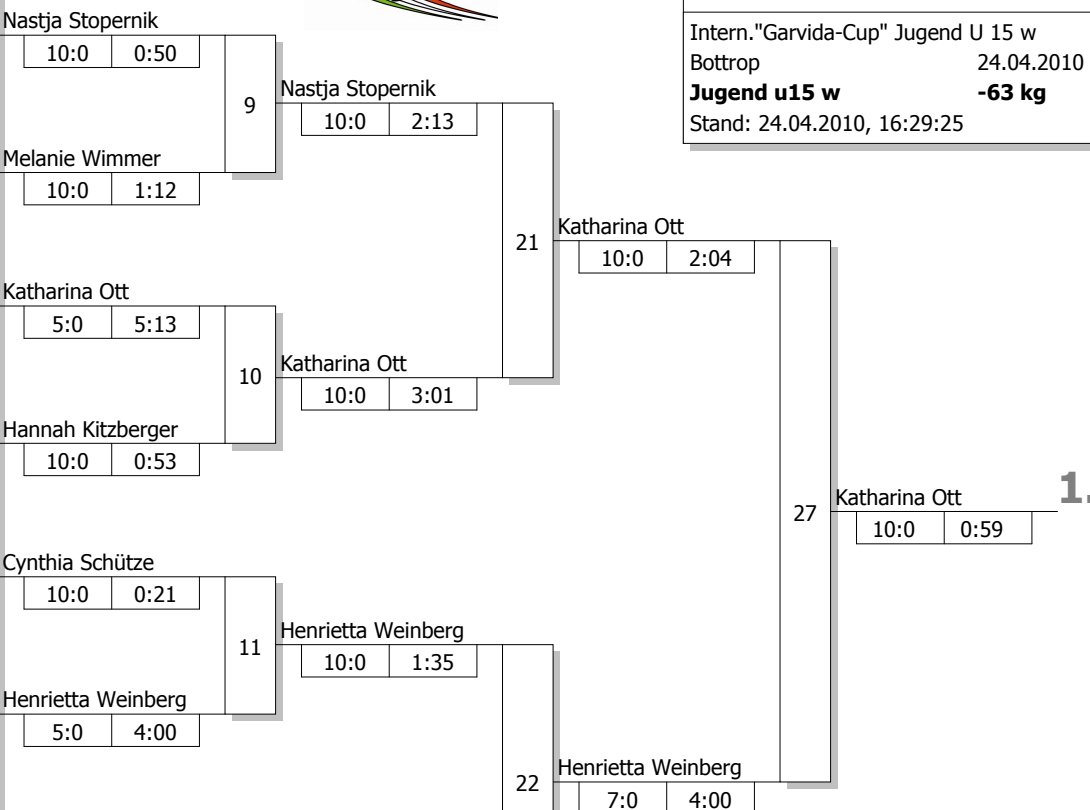 Nastja Stopernik
10:0 0:50
Intern."Garvida-Cup" Jugend U 15 w
Bottrop 24.04.2010
Jugend u15 w -63 kg
Stand: 24.04.2010, 16:29:25
9
Nastja Stopernik
10:0 2:13
Melanie Wimmer
10:0 1:12
21
Katharina Ott
10:0 2:04
Katharina Ott
5:0 5:13
10
Katharina Ott
10:0 3:01
Hannah Kitzberger
10:0 0:53
27
Katharina Ott 1.
10:0 0:59
Cynthia Schütze
10:0 0:21
11
Henrietta Weinberg
10:0 1:35
Henrietta Weinberg
5:0 4:00
22
Henrietta Weinberg
7:0 4:00